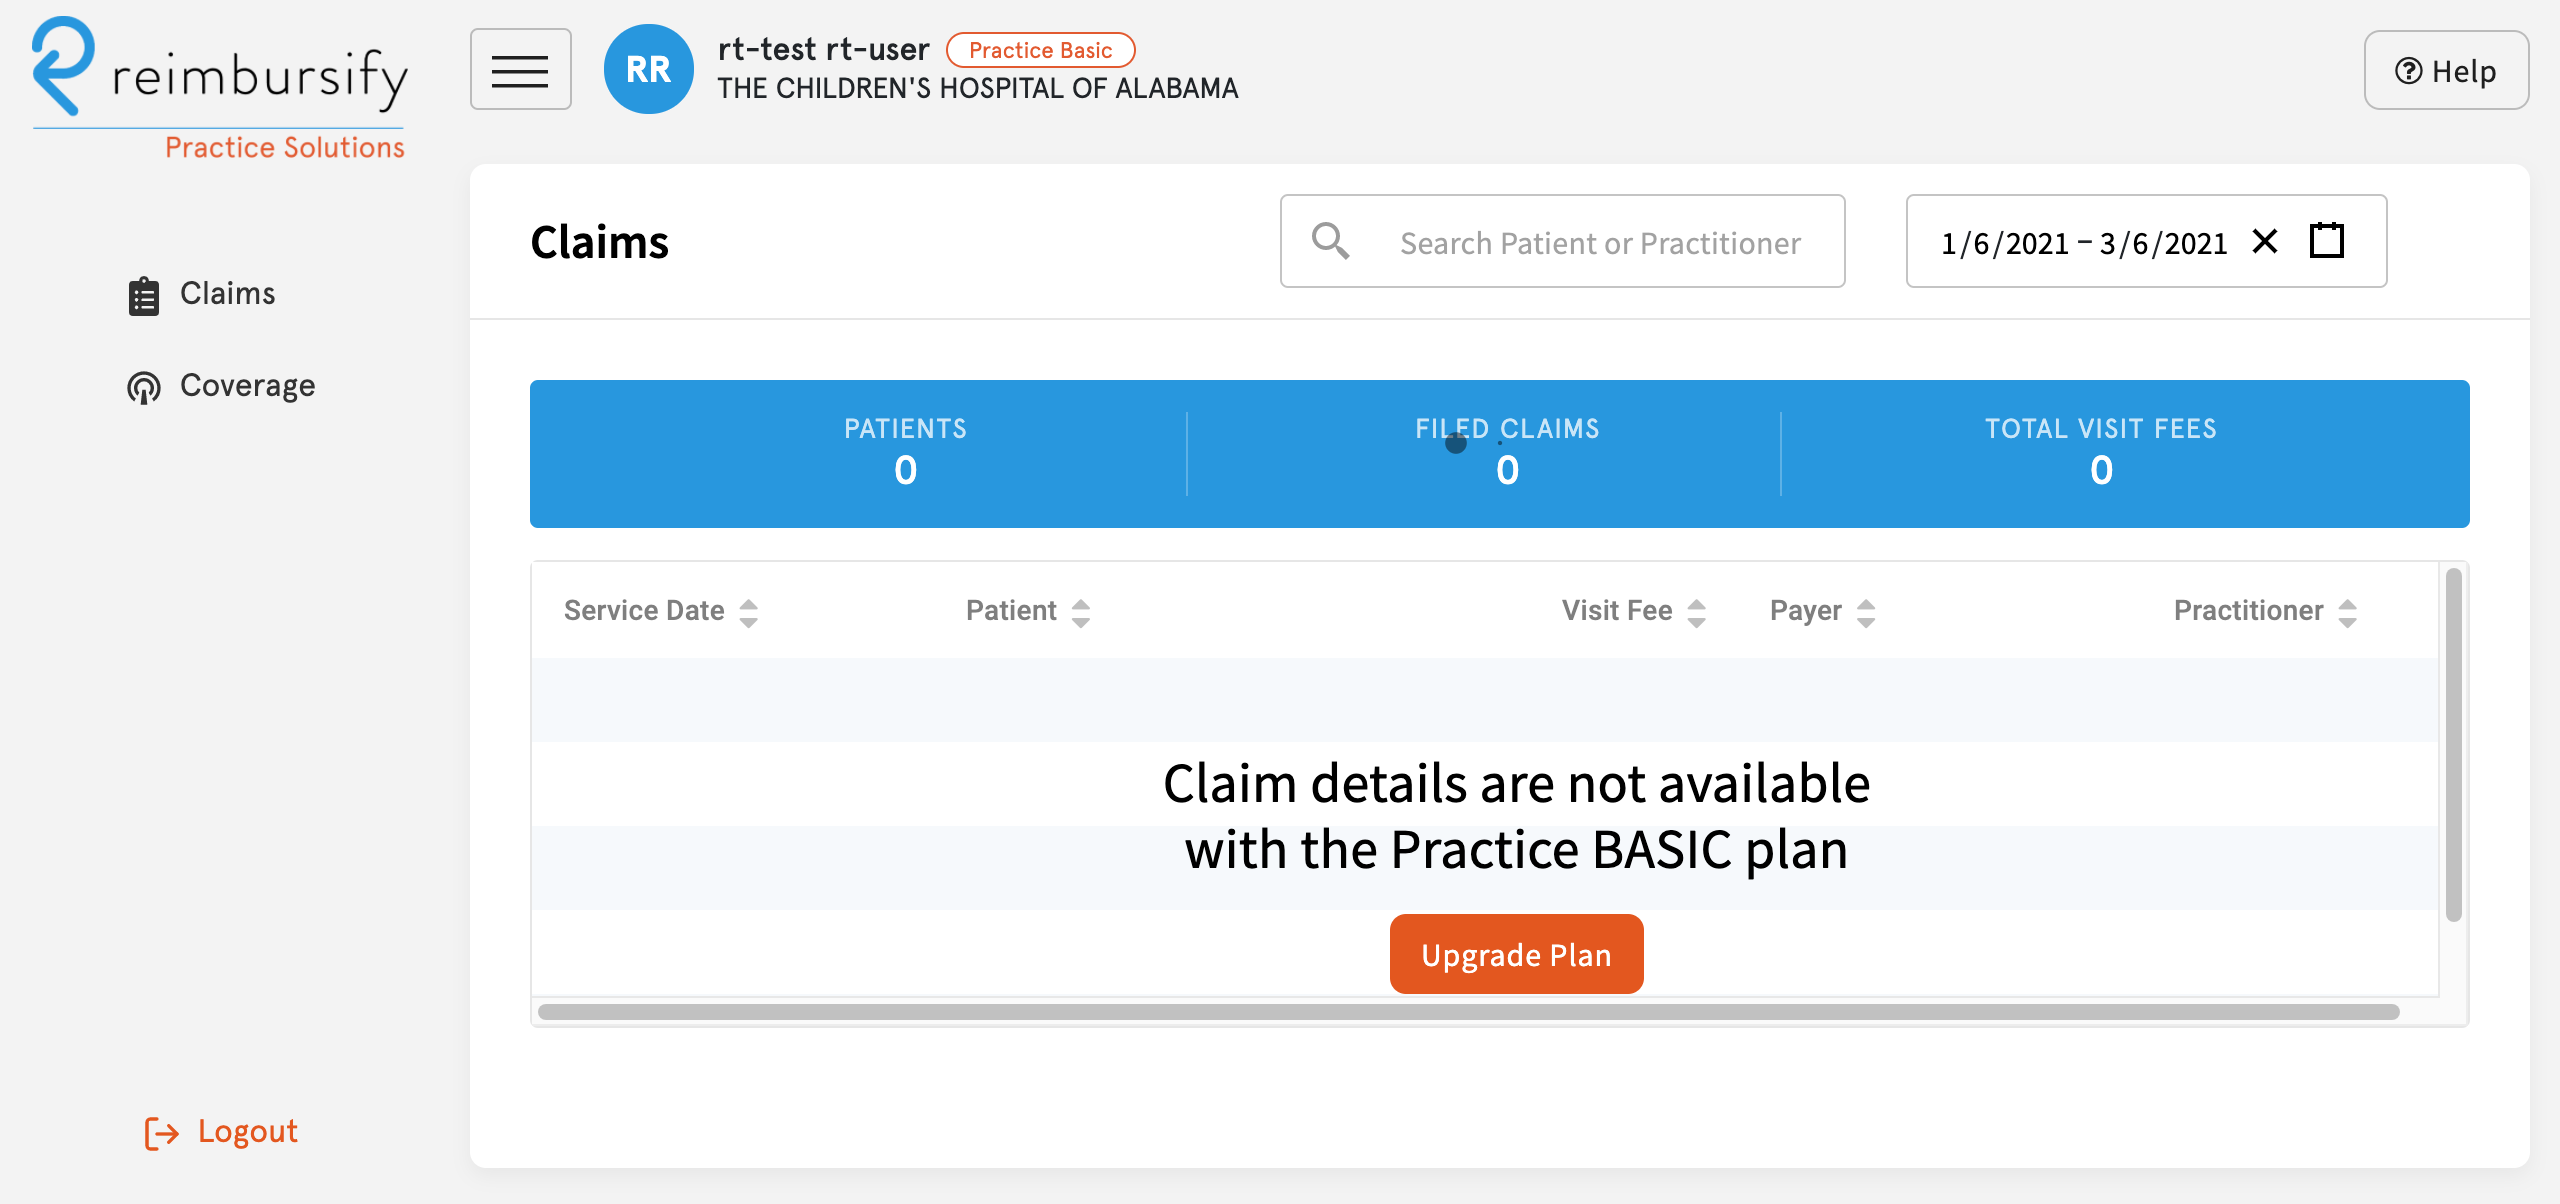 reimbursify
Practice Solutions
RR
rt-test rt-user
Practice Basic
THE CHILDREN'S HOSPITAL OF ALABAMA
Help
Claims
Coverage
Logout
Claims
Search Patient or Practitioner
1/6/2021 – 3/6/2021
PATIENTS
0
FILED CLAIMS
0
TOTAL VISIT FEES
0
Service Date
Patient
Visit Fee
Payer
Practitioner
Claim details are not available
with the Practice BASIC plan
Upgrade Plan